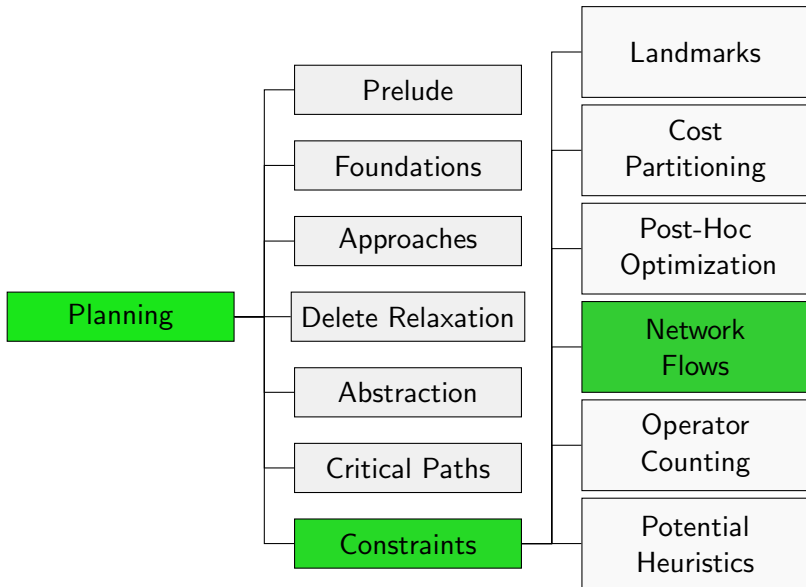 Planning
Prelude
Foundations
Approaches
Delete Relaxation
Abstraction
Critical Paths
Constraints
Landmarks
Cost
Partitioning
Post-Hoc
Optimization
Network
Flows
Operator
Counting
Potential
Heuristics